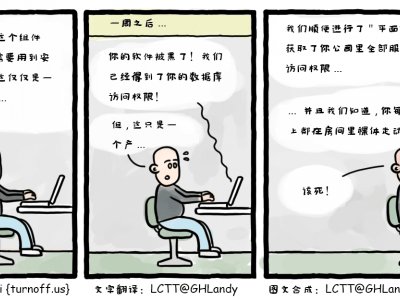 这个组件
需要用到安
这仅仅是一
...
一周之后 ...
你的软件被黑了！我们
已经得到了你的数据库
访问权限！
但，这只是一
个产 ...
我们顺便进行了 " 平面
获取了你公司里全部服
访问权限 ...
... 并且我们知道，你每
上都在房间里裸体走动
该死！
i {turnoff.us}
文字翻译：LCTT@GHLandy
图文合成：LCTT@GHLan